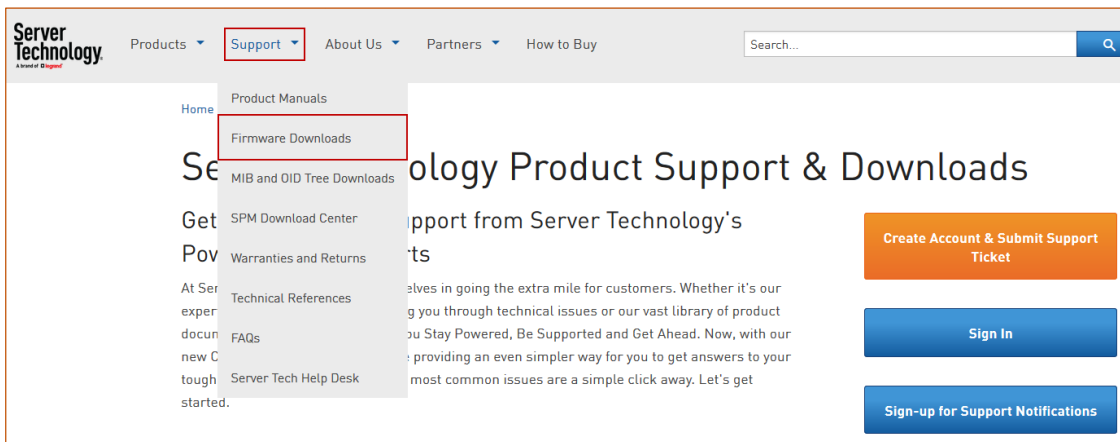 Server
Technology.
A brand of legrand
Products Support About Us Partners How to Buy
Search...
Home
Product Manuals
Firmware Downloads
MIB and OID Tree Downloads
SPM Download Center
Warranties and Returns
Technical References
FAQs
Server Tech Help Desk
Se ology Product Support & Downloads
Get pport from Server Technology's
Pow rts
At Ser elves in going the extra mile for customers. Whether it's our
exper g you through technical issues or our vast library of product
docun ou Stay Powered, Be Supported and Get Ahead. Now, with our
new C providing an even simpler way for you to get answers to your
tough most common issues are a simple click away. Let's get
started.
Create Account & Submit Support
Ticket
Sign In
Sign-up for Support Notifications